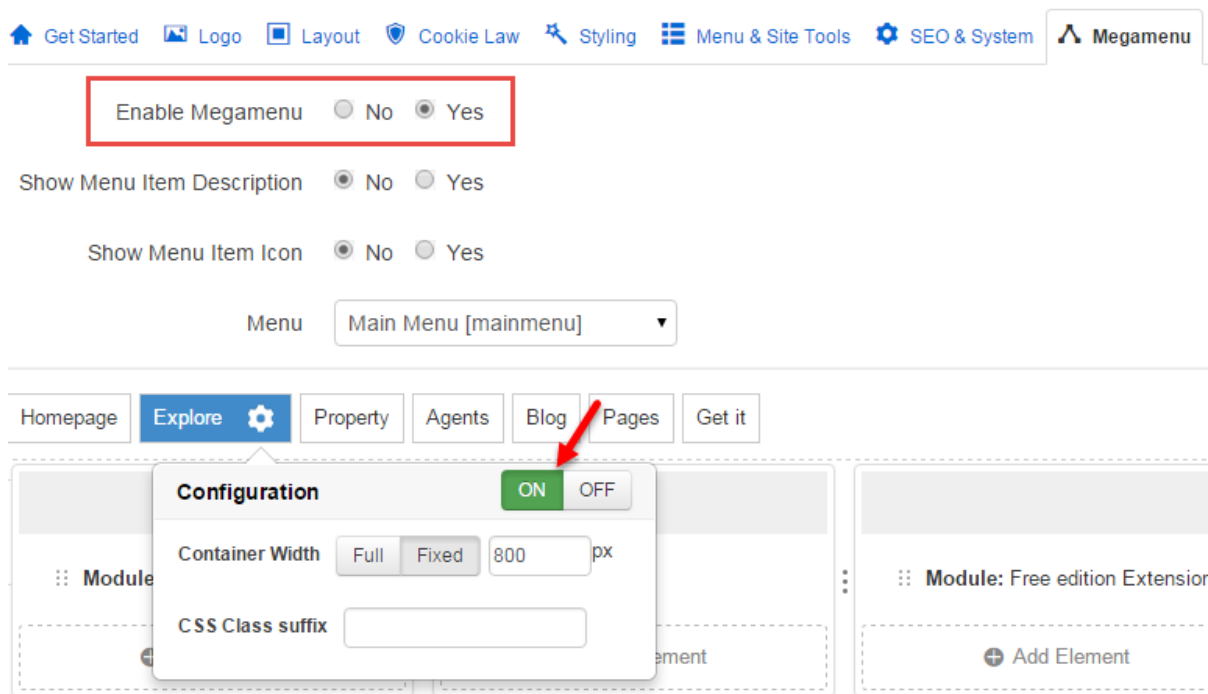 Get Started Logo Layout Cookie Law Styling Menu & Site Tools SEO & System Megamenu
Enable Megamenu No Yes
Show Menu Item Description No Yes
Show Menu Item Icon No Yes
Menu Main Menu [mainmenu]
Homepage Explore Property Agents Blog Pages Get it
Configuration ON OFF
Container Width Full Fixed 800 px
Module Module: Free edition Extension
CSS Class suffix
ement Add Element